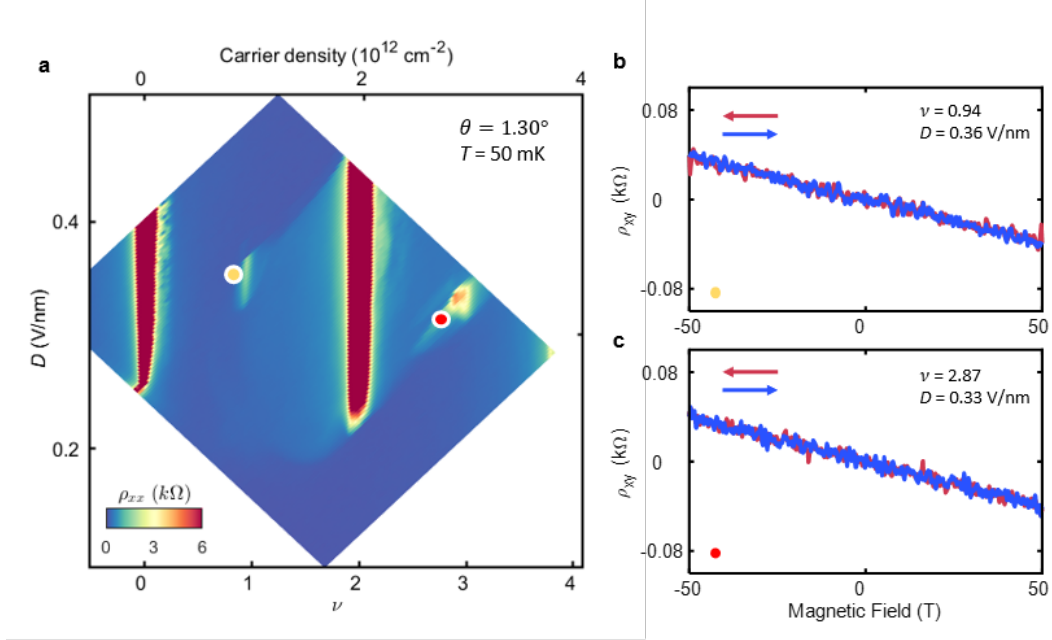 a
Carrier density (10^12 cm^-2)
0 2 4
θ = 1.30°
T = 50 mK
D (V/nm)
0.4
0.2
ρxx (kΩ)
0 3 6
0 1 2 3 4
ν
b
ρxy (kΩ)
0.08
0
-0.08
ν = 0.94
D = 0.36 V/nm
-50 0 50
c
ρxy (kΩ)
0.08
0
-0.08
ν = 2.87
D = 0.33 V/nm
-50 0 50
Magnetic Field (T)